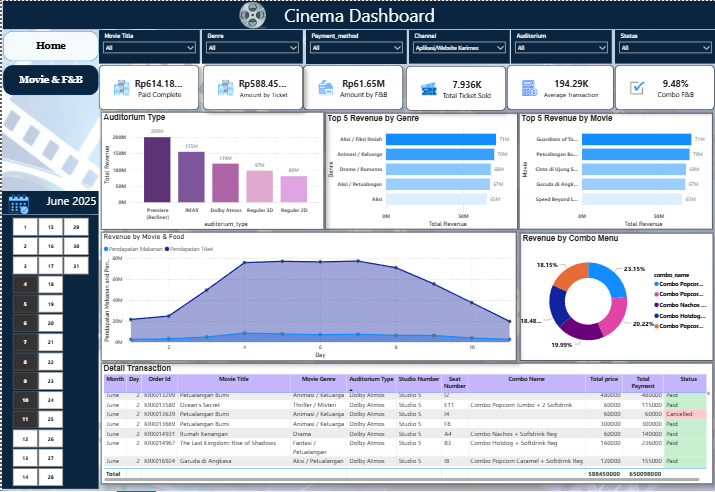 Cinema Dashboard
Home
Movie & F&B
Movie Title
All
Genre
All
Payment_method
All
Channel
Aplikasi/Website Karimex
Auditorium
All
Status
All
Rp614.18...
Paid Complete
Rp588.45...
Amount by Ticket
Rp61.65M
Amount by F&B
7.936K
Total Ticket Sold
194.29K
Average Transaction
9.48%
Combo F&B
June 2025
1 15 29
2 16 30
3 17 31
4 18
5 19
6 20
7 21
8 22
9 23
10 24
11 25
12 26
13 27
14 28
Auditorium Type
Total Revenue
200M
150M
100M
50M
0M
200M
155M
119M
97M
80M
Premiere (Recliner)
IMAX
Dolby Atmos
Reguler 3D
Reguler 2D
auditorium_type
Top 5 Revenue by Genre
Genre
Aksi / Fiksi Ilmiah 71M
Animasi / Keluarga 70M
Drama / Romansa 68M
Aksi / Petualangan 67M
Aksi 65M
0M 50M
Total Revenue
Top 5 Revenue by Movie
Movie
Guardians of To... 71M
Petualangan Bu... 70M
Cinta di Ujung S... 68M
Garuda di Angk... 67M
Speed Beyond L... 65M
0M 50M
Total Revenue
Revenue by Movie & Food
Pendapatan Makanan Pendapatan Tiket
Pendapatan Makanan and Pen...
80M
60M
40M
20M
0M
2 4 6 8 10
Day
Revenue by Combo Menu
23.15%
20.22%
19.99%
18.48...
18.15%
combo_name
Combo Popcor...
Combo Popcor...
Combo Nachos ...
Combo Hotdog...
Combo Popcor...
Detail Transaction
Month Day Order Id Movie Title Movie Genre Auditorium Type Studio Number Seat Number Combo Name Total price Total Payment Status
June 2 KRX013299 Petualangan Bumi Animasi / Keluarga Dolby Atmos Studio 5 480000 480000 Paid
June 2 KRX013580 Ocean's Secret Thriller / Misteri Dolby Atmos Studio 5 E11 Combo Popcorn Jumbo + 2 Softdrink 60000 115000 Paid
June 2 KRX013639 Petualangan Bumi Animasi / Keluarga Dolby Atmos Studio 5 I4 60000 60000 Cancelled
June 2 Petualangan Bumi Animasi / Keluarga Dolby Atmos Studio 5 F8 300000 300000 Paid
June 2 KRX014931 Rumah Kenangan Drama Dolby Atmos Studio 5 A4 Combo Nachos + Softdrink Reg 60000 140000 Paid
June 2 KRX014967 The Last Kingdom: Rise of Shadows Fantasi / Petualangan Dolby Atmos Studio 5 B3 Combo Hotdog + Softdrink Reg 160000 236000 Paid
June 2 KRX016924 Garuda di Angkasa Aksi / Petualangan Dolby Atmos Studio 5 Combo Popcorn Caramel + Softdrink 120000 155000 Paid
Total 588450000 650098000